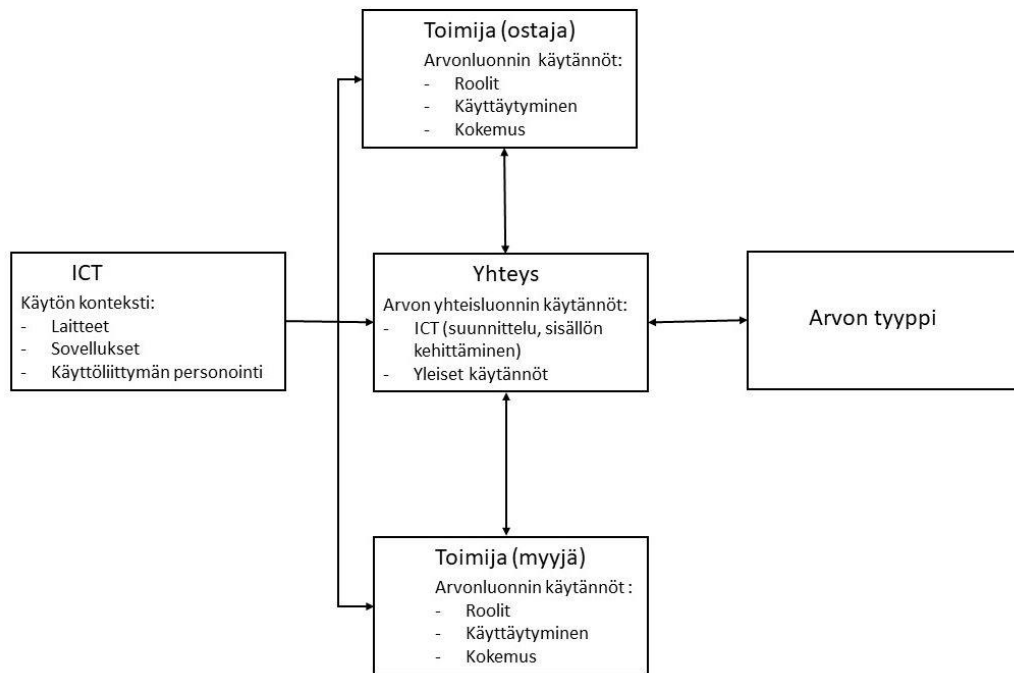 Toimija (ostaja)
Arvonluonnin käytännöt:
- Roolit
- Käyttäytyminen
- Kokemus
ICT
Käytön konteksti:
- Laitteet
- Sovellukset
- Käyttöliittymän personointi
Yhteys
Arvon yhteisluonnin käytännöt:
- ICT (suunnittelu, sisällön
kehittäminen)
- Yleiset käytännöt
Arvon tyyppi
Toimija (myyjä)
Arvonluonnin käytännöt :
- Roolit
- Käyttäytyminen
- Kokemus